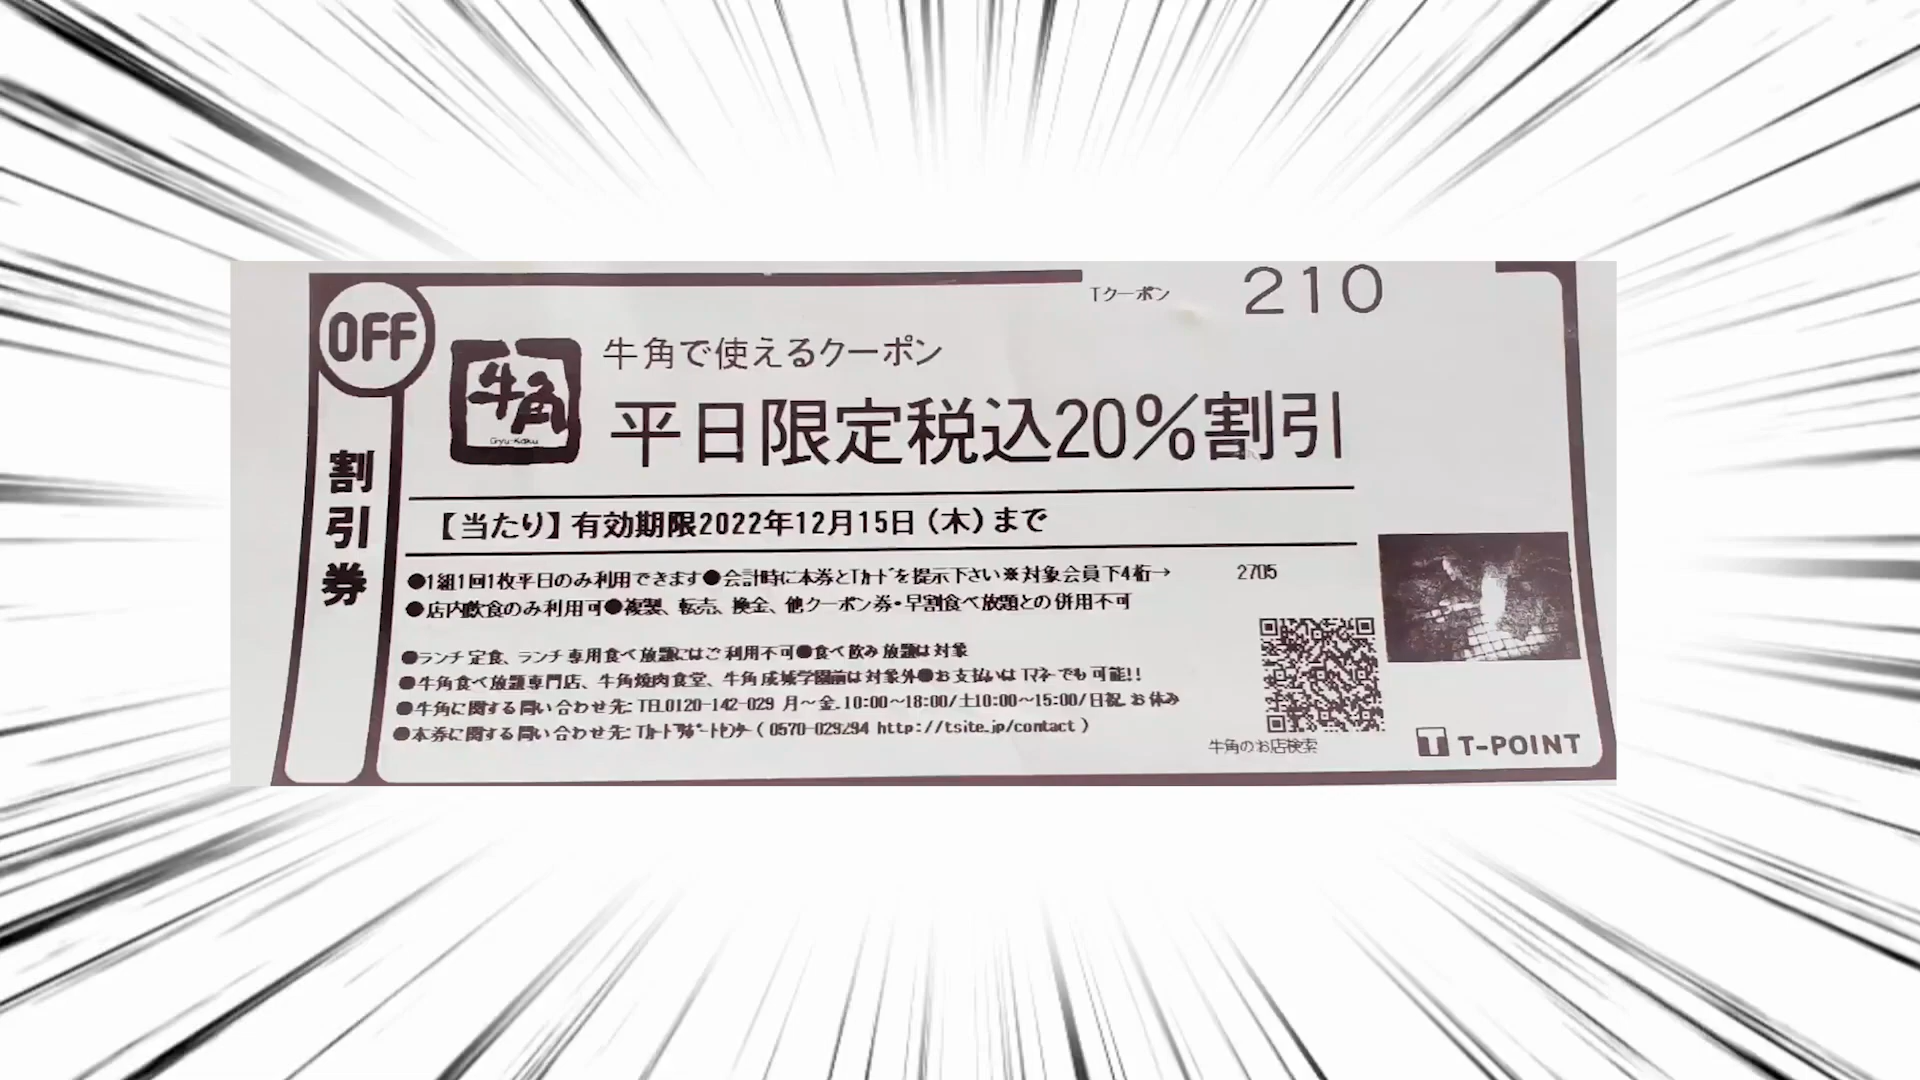 Tクーポン 210
OFF
割引券
牛角
Gyu-Kaku
牛角で使えるクーポン
平日限定税込20%割引
【当たり】有効期限2022年12月15日(木)まで
●1組1回1枚平日のみ利用できます●会計時に本券とTカードを提示下さい※対象会員下4桁→ 2705
●店内飲食のみ利用可●複製、転売、換金、他クーポン券・早割食べ放題との併用不可
●ランチ定食、ランチ専用食べ放題にはご利用不可●食べ飲み放題は対象
●牛角食べ放題専門店、牛角焼肉食堂、牛角成城学園前は対象外●お支払いはTマネーでも可能!!
●牛角に関する問い合わせ先:TEL0120-142-029 月～金.10:00～18:00/土10:00～15:00/日祝.お休み
●本券に関する問い合わせ先:Tカードサポートセンター(0570-029294 http://tsite.jp/contact)
牛角のお店検索
T-POINT